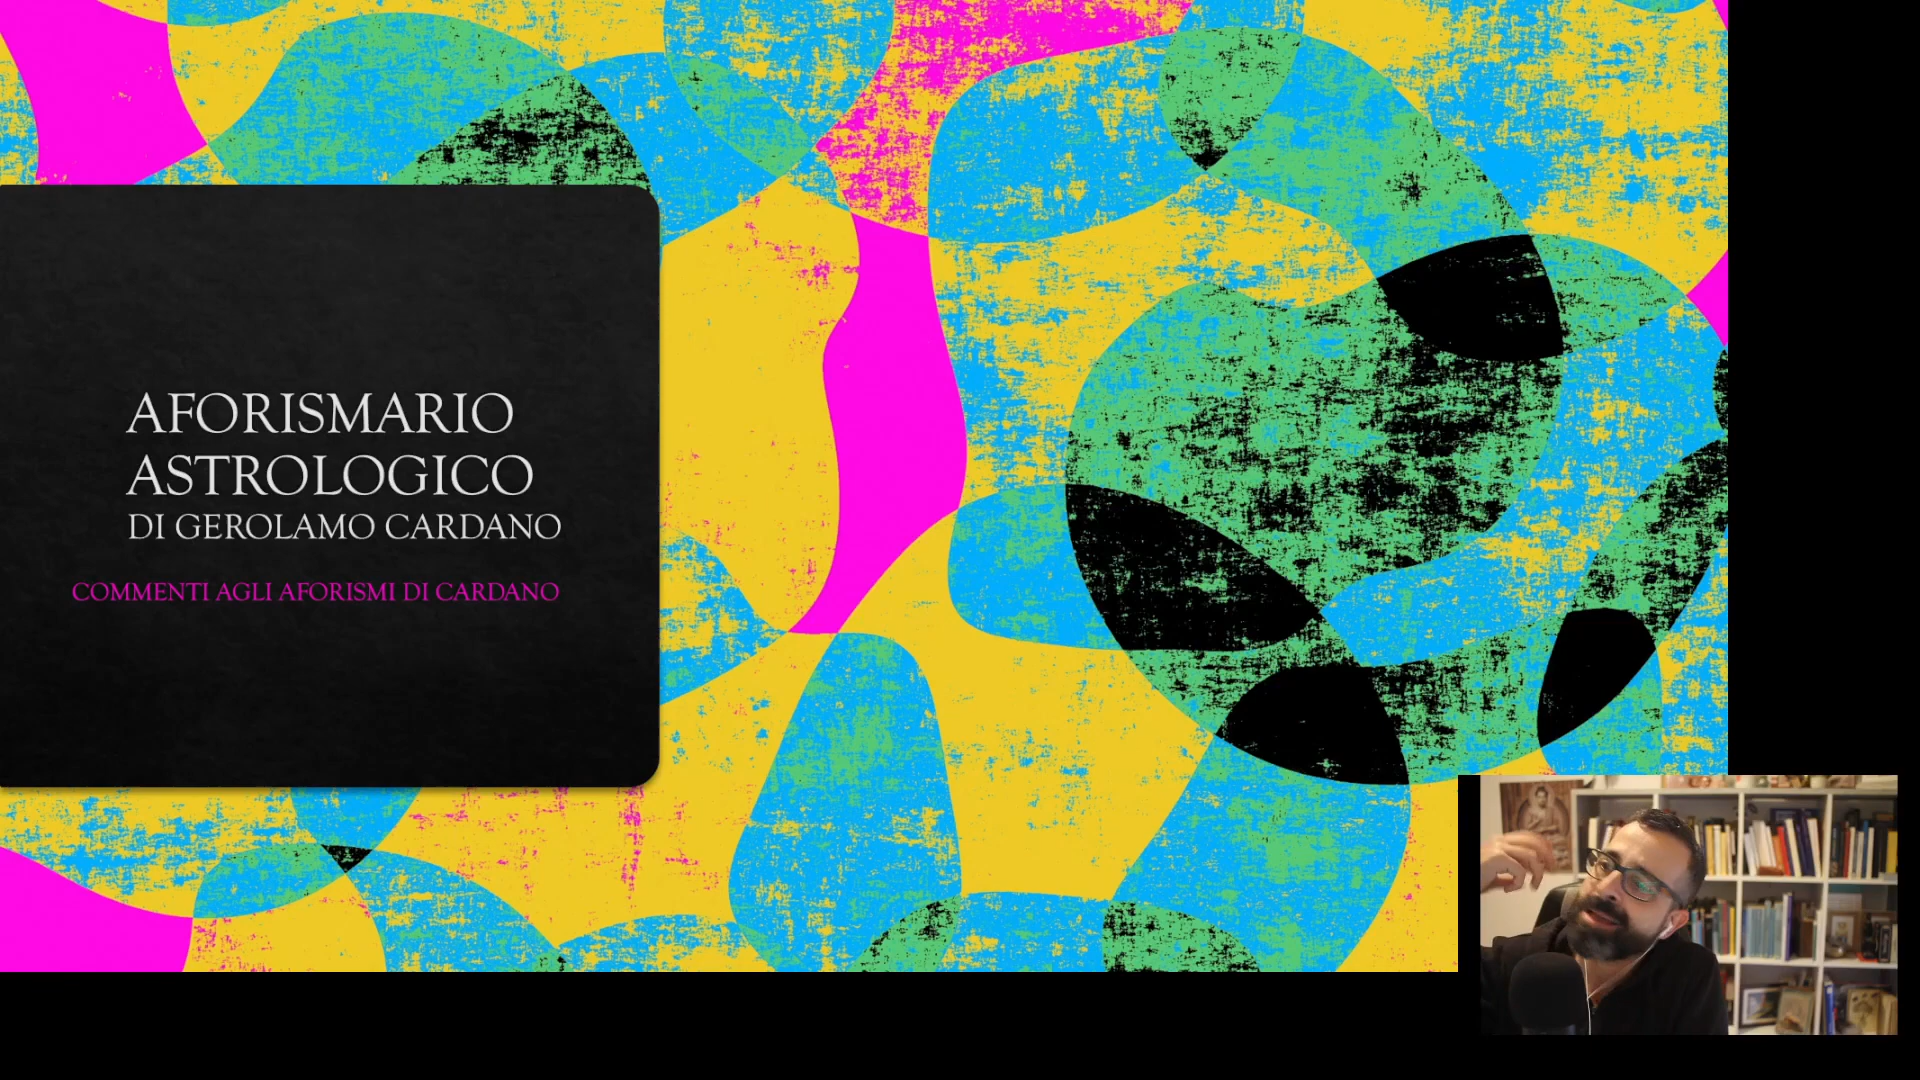 AFORISMARIO
ASTROLOGICO
DI GEROLAMO CARDANO
COMMENTI AGLI AFORISMI DI CARDANO